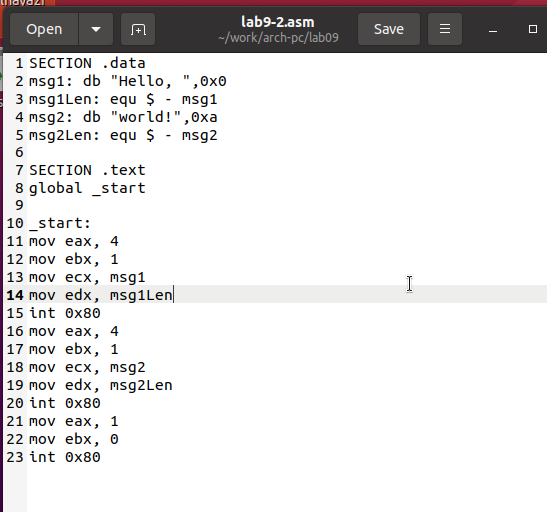 Open
lab9-2.asm
~/work/arch-pc/lab09
Save
1 SECTION .data
2 msg1: db "Hello, ",0x0
3 msg1Len: equ $ - msg1
4 msg2: db "world!",0xa
5 msg2Len: equ $ - msg2
6
7 SECTION .text
8 global _start
9
10 _start:
11 mov eax, 4
12 mov ebx, 1
13 mov ecx, msg1
14 mov edx, msg1Len
15 int 0x80
16 mov eax, 4
17 mov ebx, 1
18 mov ecx, msg2
19 mov edx, msg2Len
20 int 0x80
21 mov eax, 1
22 mov ebx, 0
23 int 0x80